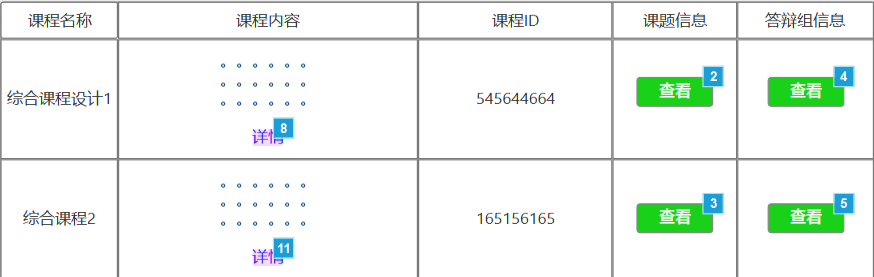 课程名称 课程内容 课程ID 课题信息 答辩组信息
。。。。。。
。。。。。。
综合课程设计1 。。。。。。 545644664 查看 2 查看 4
详情 8
。。。。。。
。。。。。。
综合课程2 。。。。。。 165156165 查看 3 查看 5
详情 11